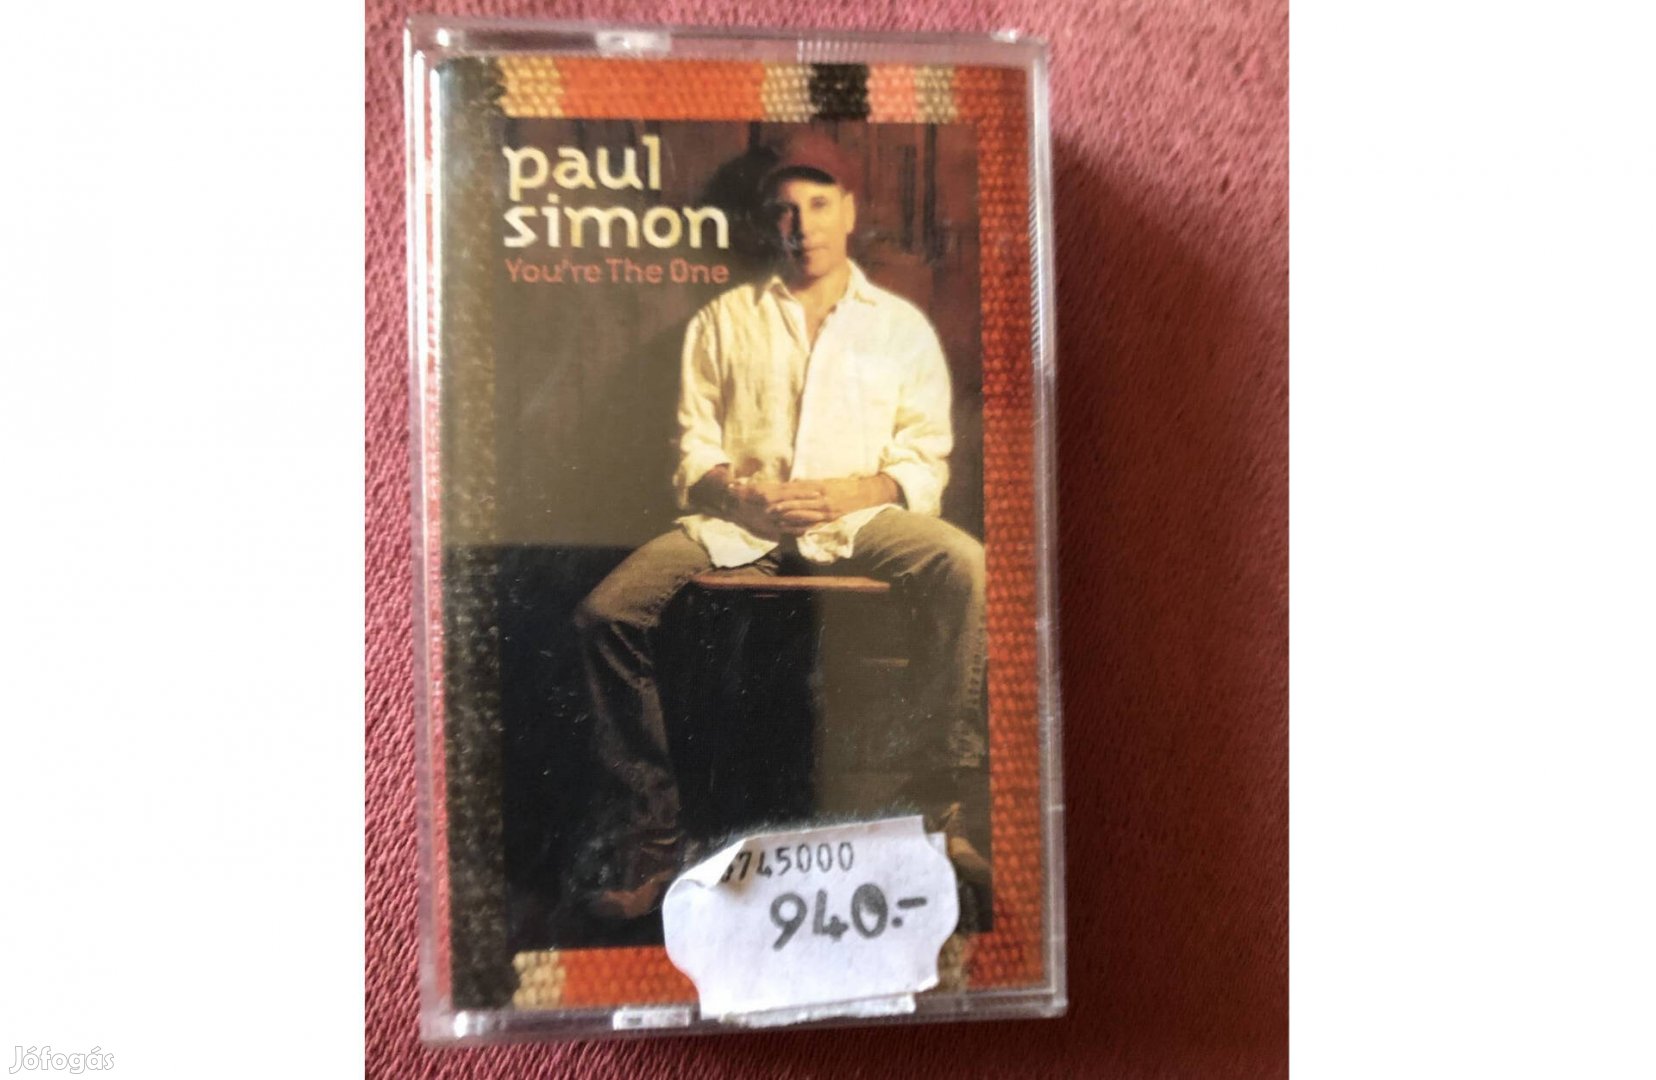 paul
simon
You're The One
745000
940.-
Jófogás